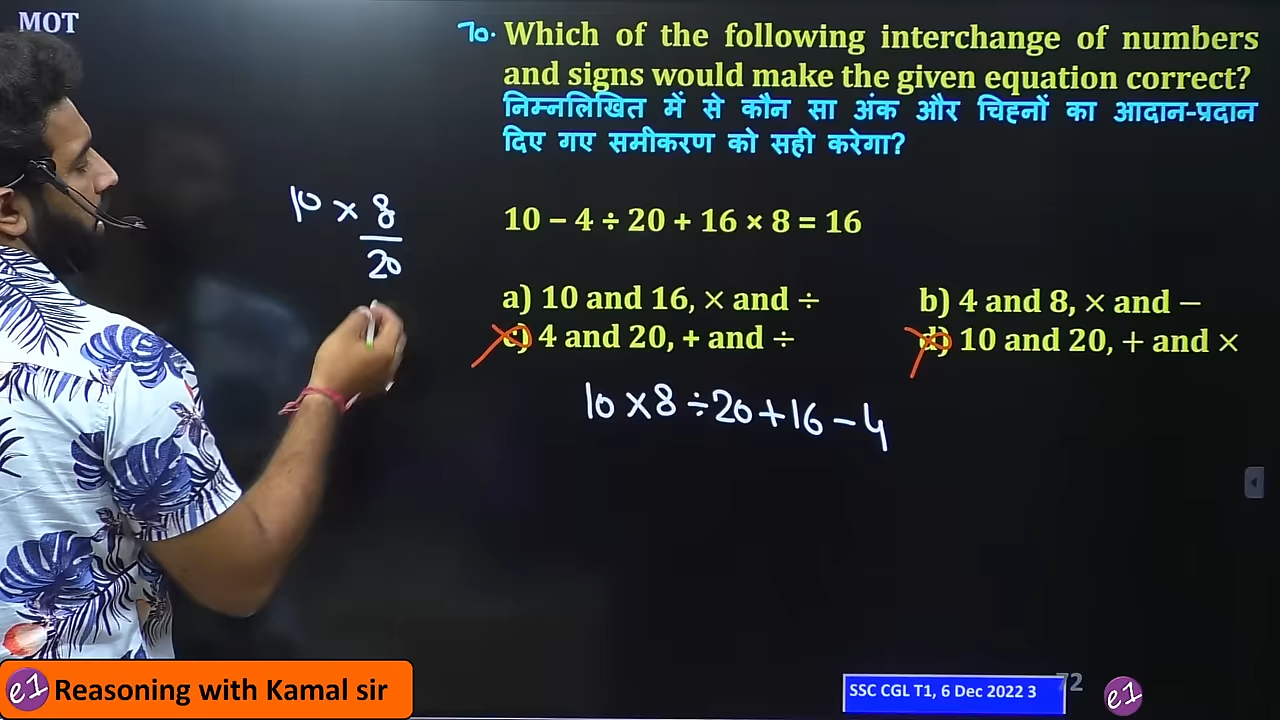 MOT
70. Which of the following interchange of numbers
and signs would make the given equation correct?
निम्नलिखित में से कौन सा अंक और चिह्नों का आदान-प्रदान
दिए गए समीकरण को सही करेगा?
10 × 8
20
10 – 4 ÷ 20 + 16 × 8 = 16
a) 10 and 16, × and ÷
b) 4 and 8, × and –
c) 4 and 20, + and ÷
d) 10 and 20, + and ×
10 × 8 ÷ 20 + 16 – 4
e1 Reasoning with Kamal sir
SSC CGL T1, 6 Dec 2022 3
72
e1